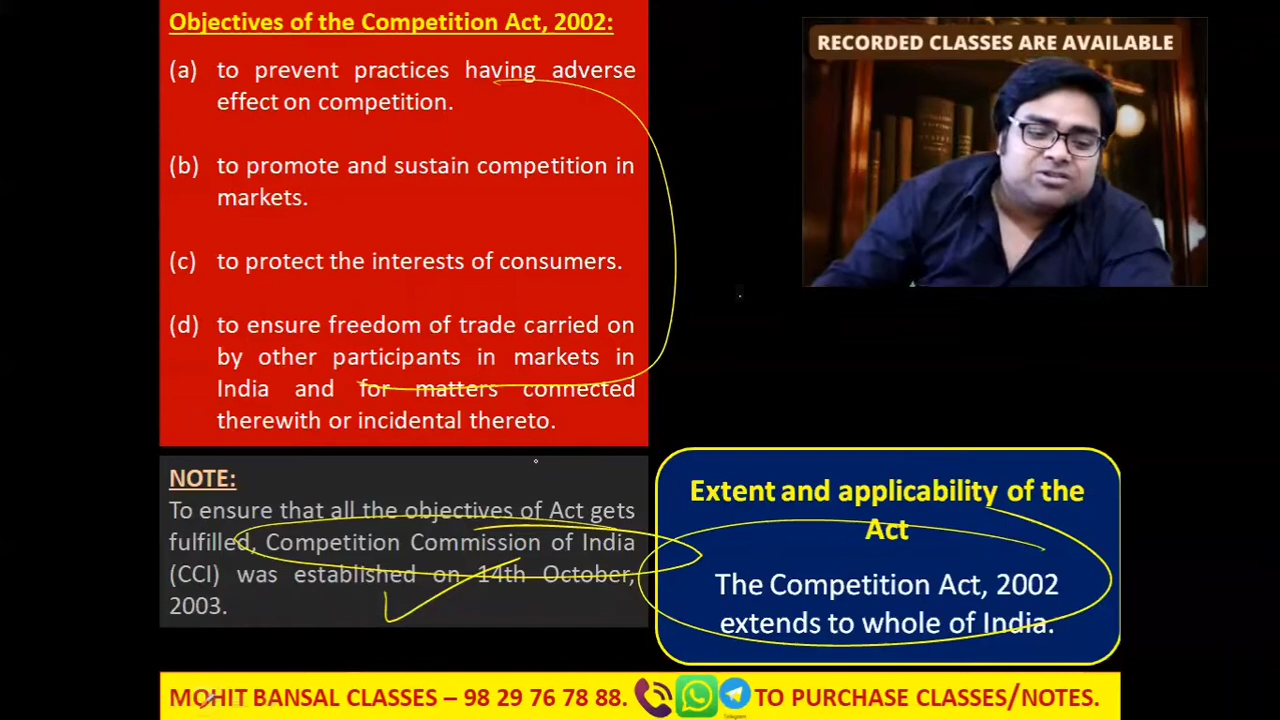 Objectives of the Competition Act, 2002:
(a) to prevent practices having adverse
effect on competition.
(b) to promote and sustain competition in
markets.
(c) to protect the interests of consumers.
(d) to ensure freedom of trade carried on
by other participants in markets in
India and for matters connected
therewith or incidental thereto.
NOTE:
To ensure that all the objectives of Act gets
fulfilled, Competition Commission of India
(CCI) was established on 14th October,
2003.
RECORDED CLASSES ARE AVAILABLE
Extent and applicability of the
Act
The Competition Act, 2002
extends to whole of India.
MOHIT BANSAL CLASSES – 98 29 76 78 88. TO PURCHASE CLASSES/NOTES.
Telegram